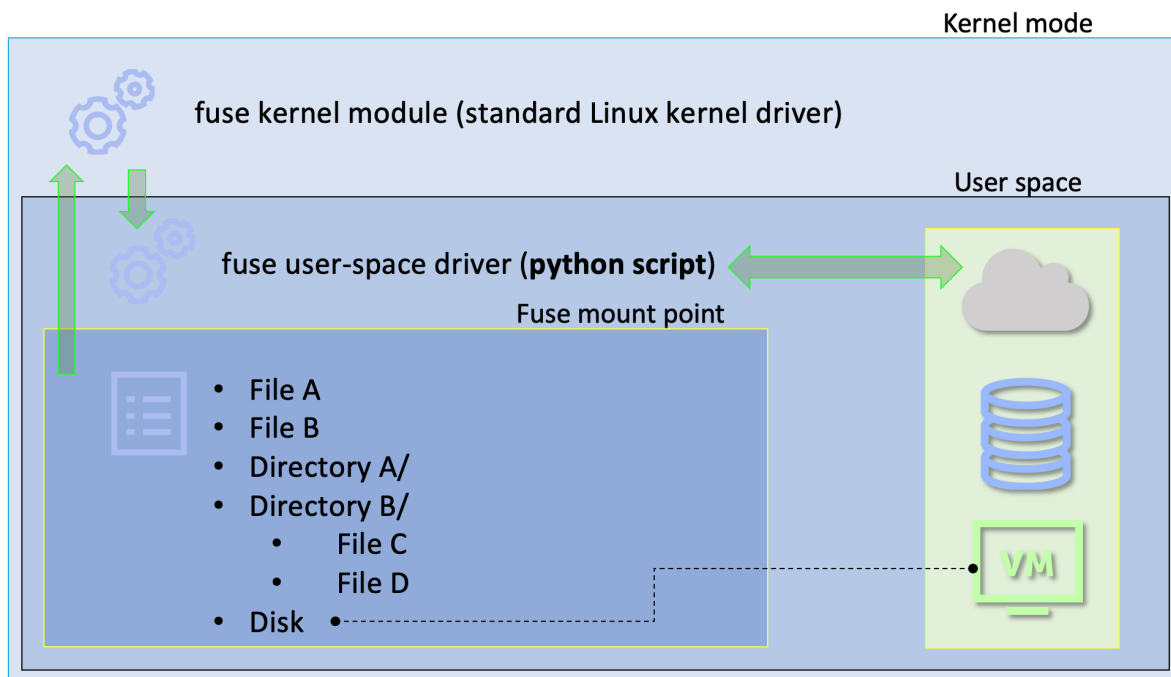 Kernel mode
fuse kernel module (standard Linux kernel driver)
User space
fuse user-space driver (python script)
Fuse mount point
• File A
• File B
• Directory A/
• Directory B/
• File C
• File D
• Disk
VM